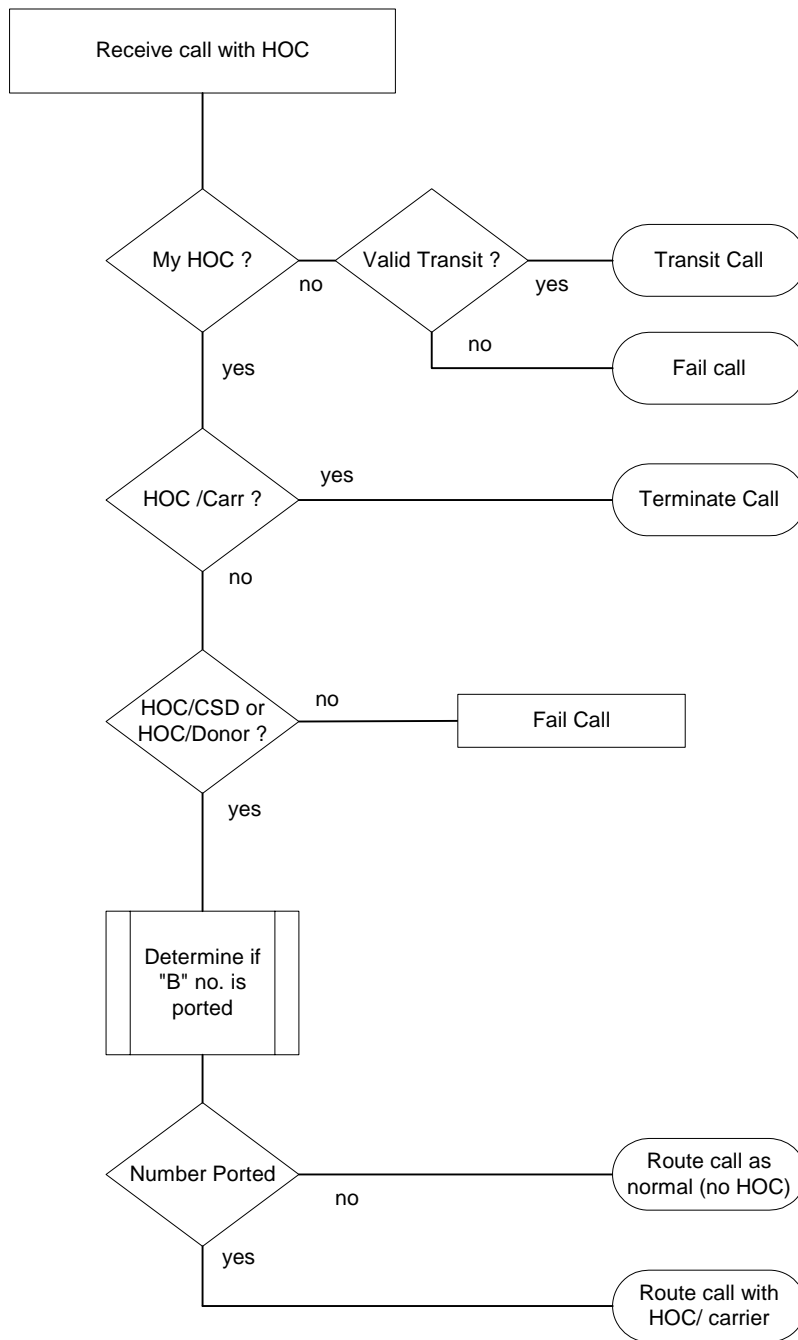 Receive call with HOC
My HOC ?
no
Valid Transit ?
yes
Transit Call
no
Fail call
yes
HOC /Carr ?
yes
Terminate Call
no
HOC/CSD or
HOC/Donor ?
no
Fail Call
yes
Determine if
"B" no. is
ported
Number Ported
no
Route call as
normal (no HOC)
yes
Route call with
HOC/ carrier